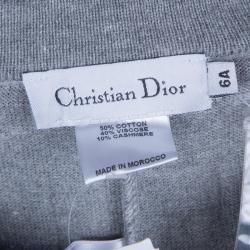 Christian Dior
6A
50% COTTON
40% VISCOSE
10% CASHMERE
MADE IN MOROCCO